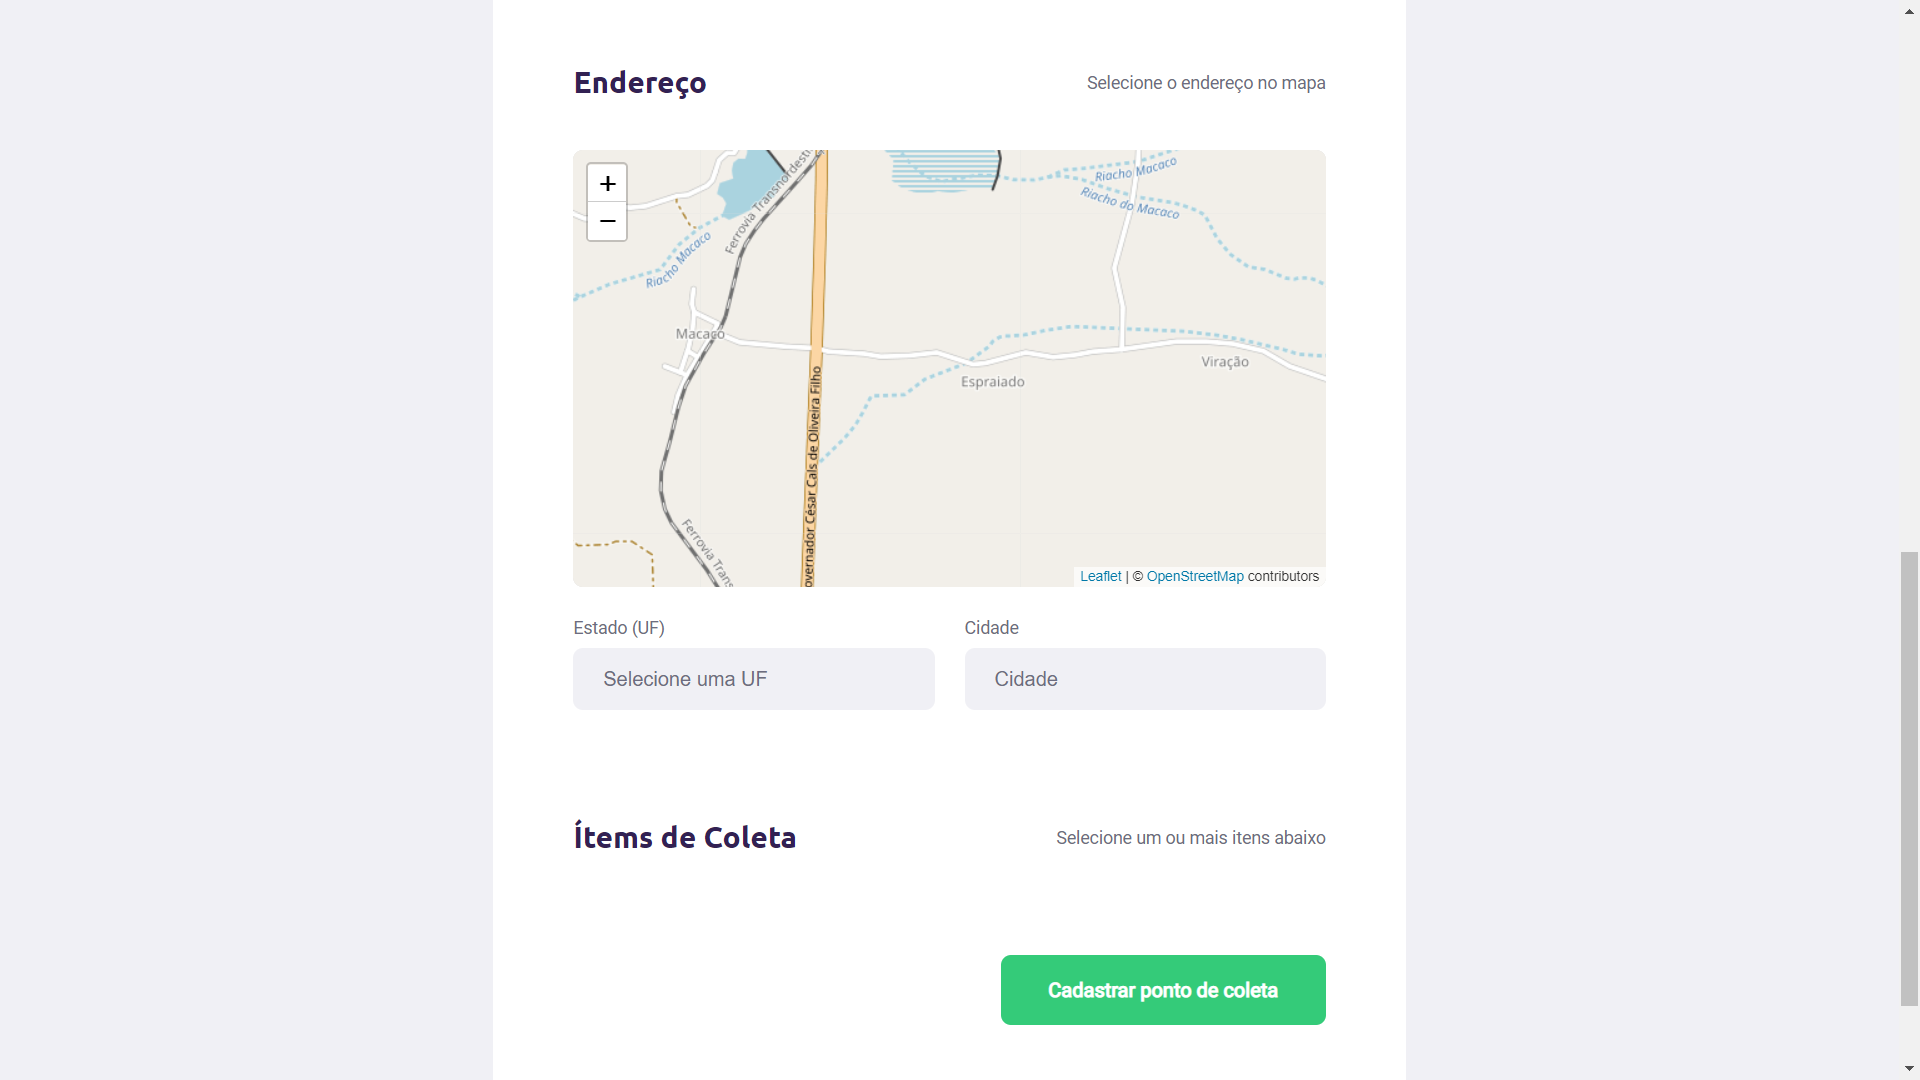 Endereço
Selecione o endereço no mapa
+
−
Ferrovia Transnordesti
Riacho Macaco
Riacho do Macaco
Riacho Macaco
Macaco
Viração
Espraiado
overnador César Cals de Oliveira Filho
Ferrovia Trans
Leaflet | © OpenStreetMap contributors
Estado (UF)
Cidade
Selecione uma UF
Cidade
Ítems de Coleta
Selecione um ou mais itens abaixo
Cadastrar ponto de coleta